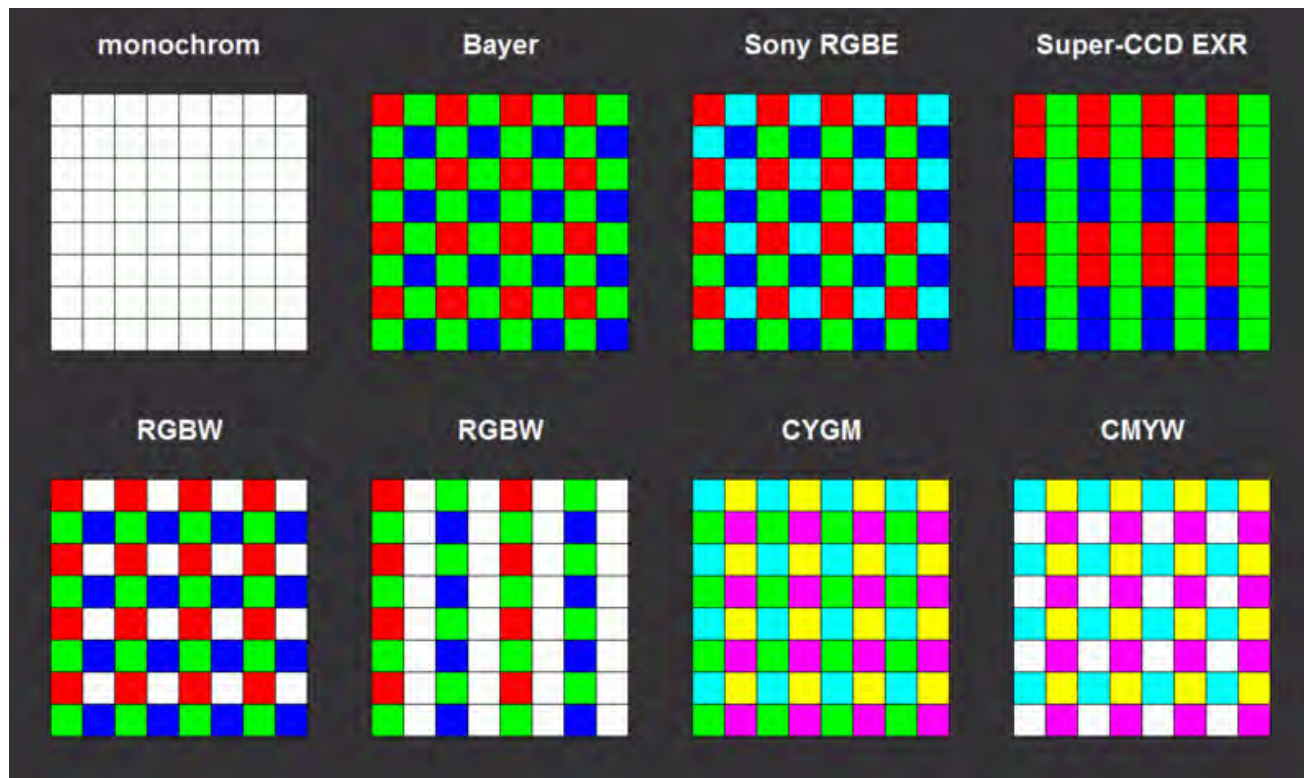 monochrom
Bayer
Sony RGBE
Super-CCD EXR
RGBW
RGBW
CYGM
CMYW